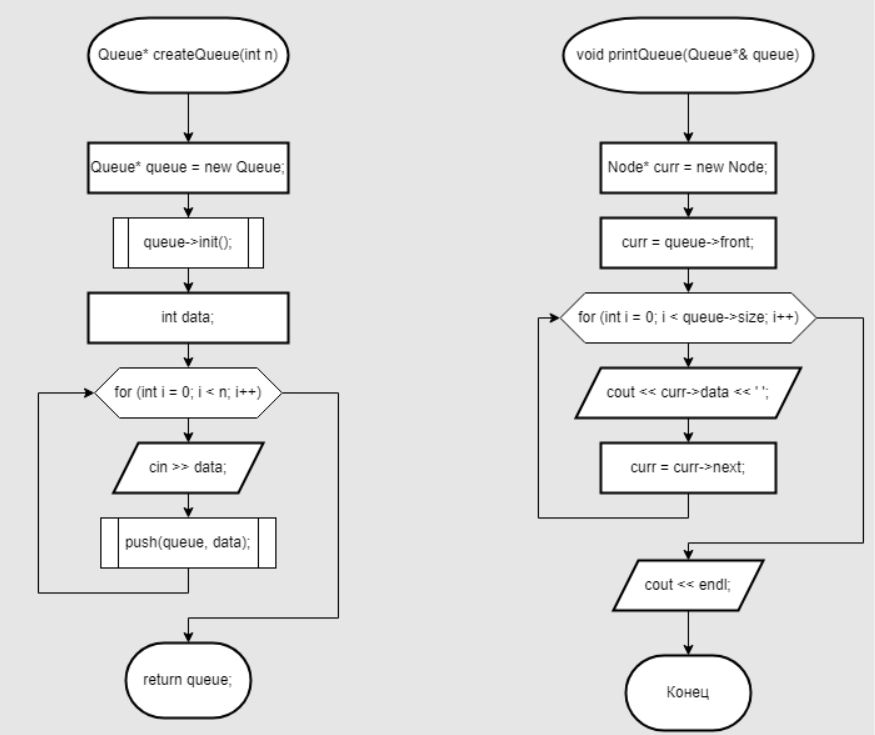 Queue* createQueue(int n)
Queue* queue = new Queue;
queue->init();
int data;
for (int i = 0; i < n; i++)
cin >> data;
push(queue, data);
return queue;
void printQueue(Queue*& queue)
Node* curr = new Node;
curr = queue->front;
for (int i = 0; i < queue->size; i++)
cout << curr->data << ' ';
curr = curr->next;
cout << endl;
Конец